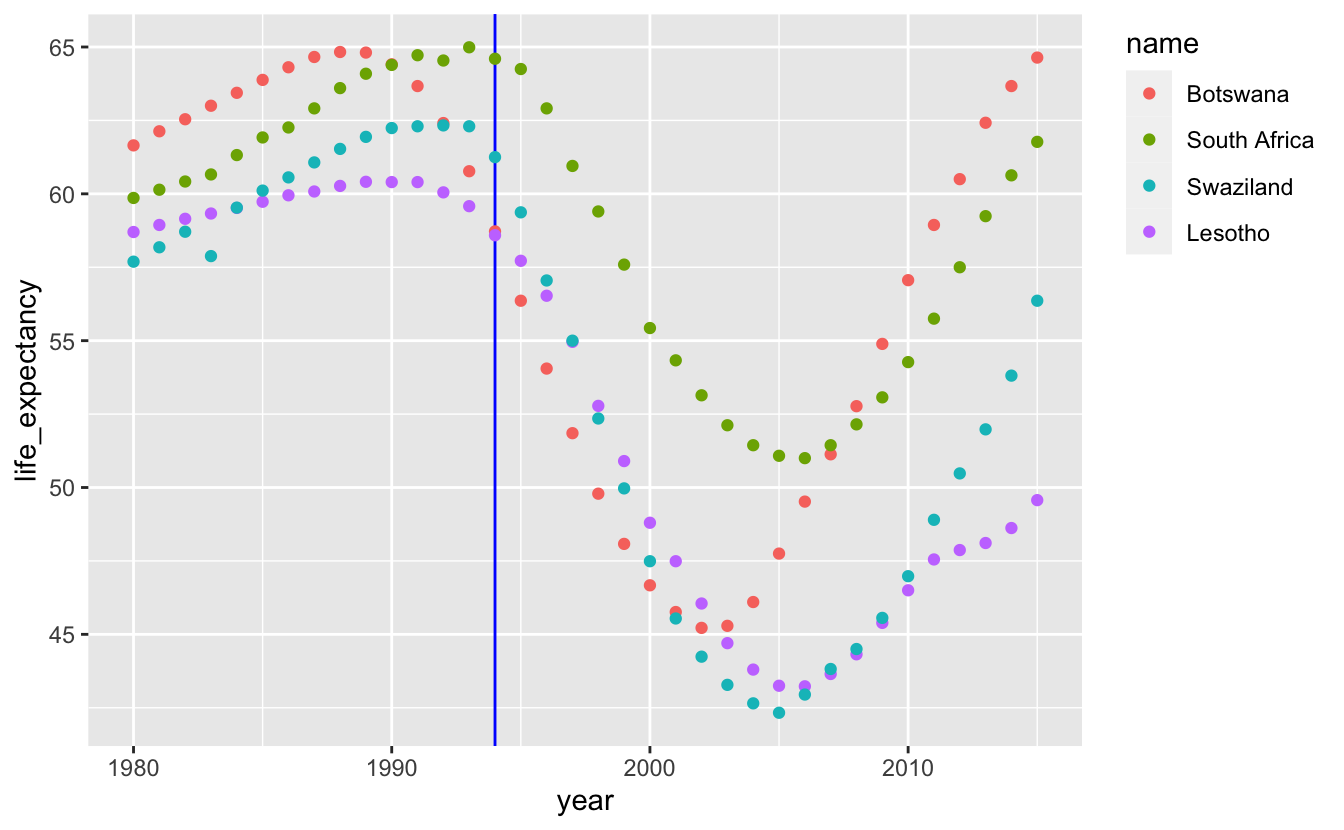 65
60
55
50
45
life_expectancy
1980
1990
2000
2010
year
name
Botswana
South Africa
Swaziland
Lesotho